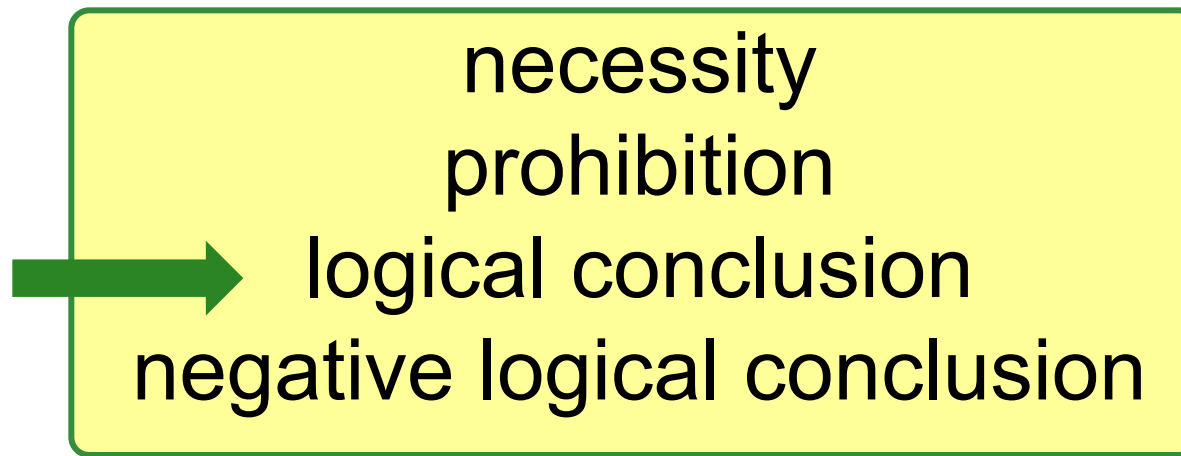 necessity
prohibition
logical conclusion
negative logical conclusion